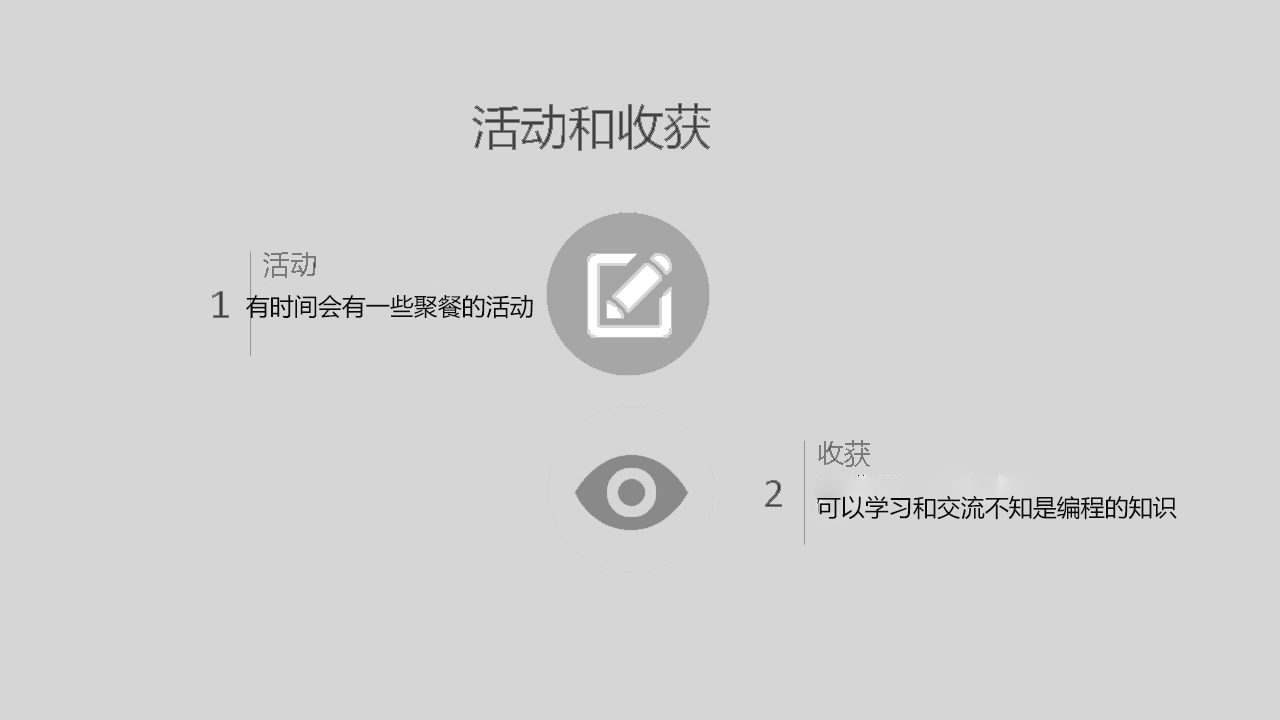 活动和收获
活动
1 有时间会有一些聚餐的活动
收获
2 可以学习和交流不知是编程的知识